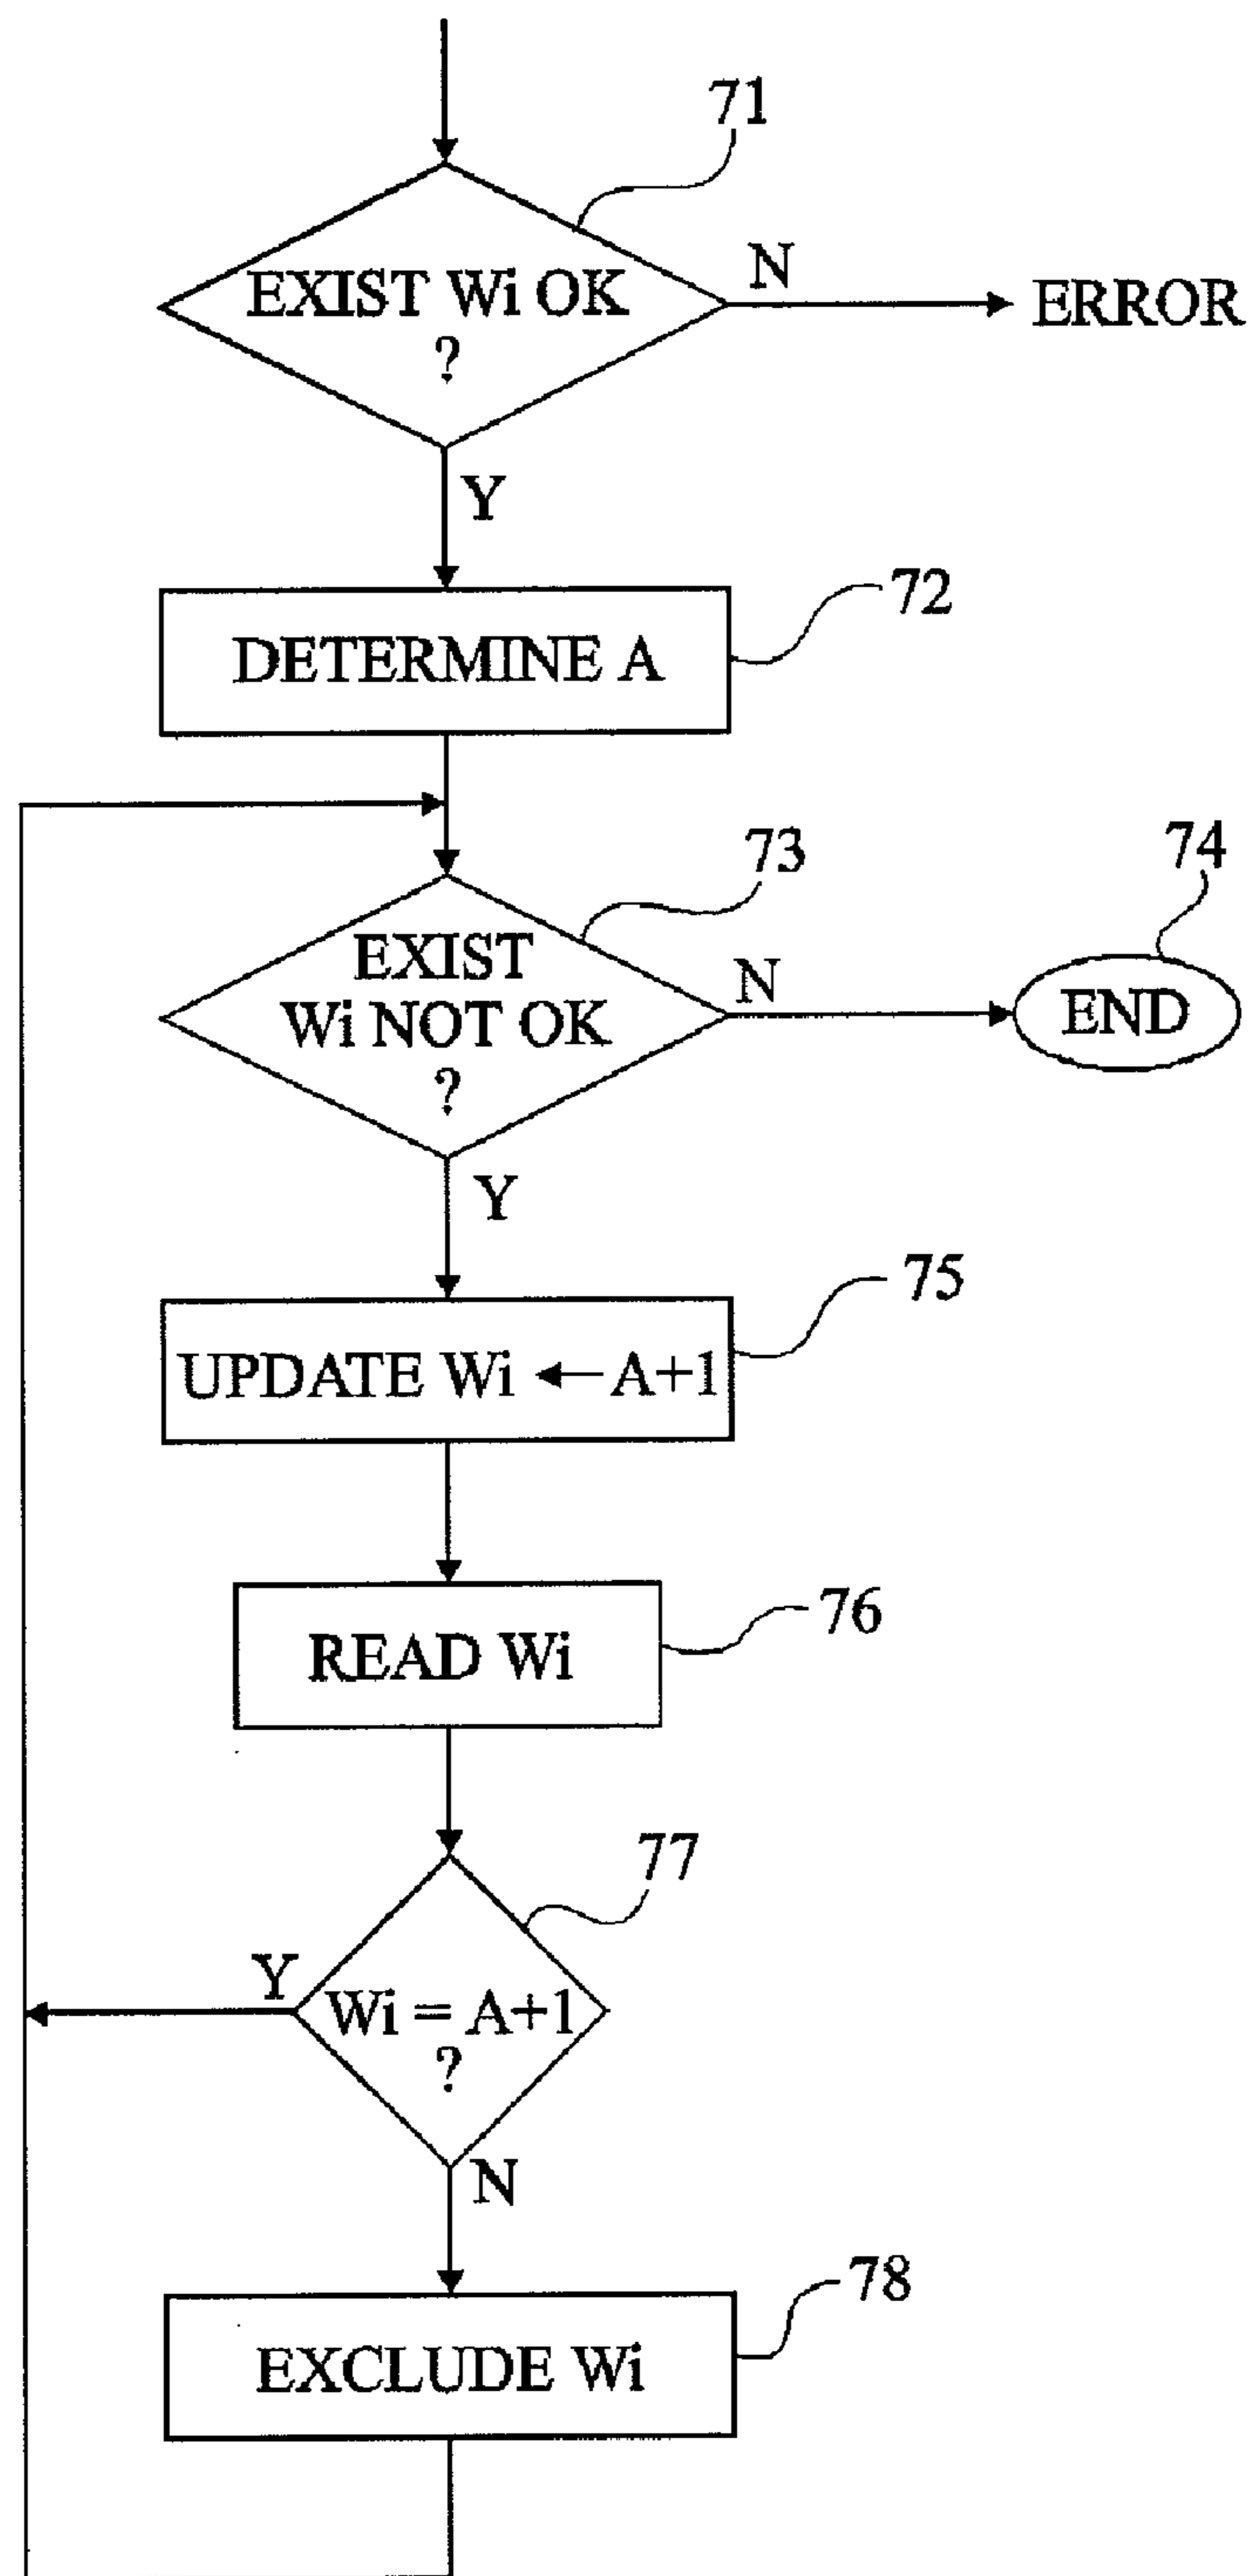 71
EXIST Wi OK
?
N
ERROR
Y
72
DETERMINE A
73
74
EXIST
Wi NOT OK
?
N
END
Y
75
UPDATE Wi ← A+1
76
READ Wi
77
Y
Wi = A+1
?
N
78
EXCLUDE Wi